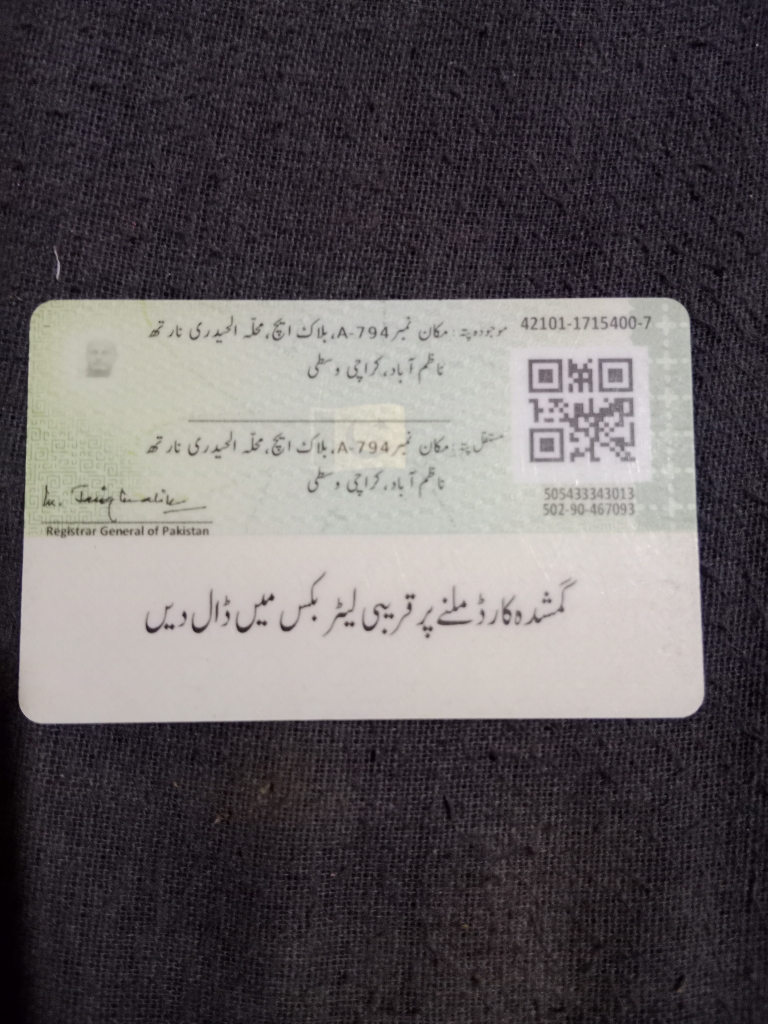 موجودہ پتہ: مکان نمبر A-794، بلاک ایچ، محلّہ الحیدری نارتھ
ناظم آباد، کراچی وسطی
42101-1715400-7
مستقل پتہ: مکان نمبر A-794، بلاک ایچ، محلّہ الحیدری نارتھ
ناظم آباد، کراچی وسطی
505433343013
502-90-467093
Registrar General of Pakistan
گمشدہ کارڈ ملنے پر قریبی لیٹر بکس میں ڈال دیں